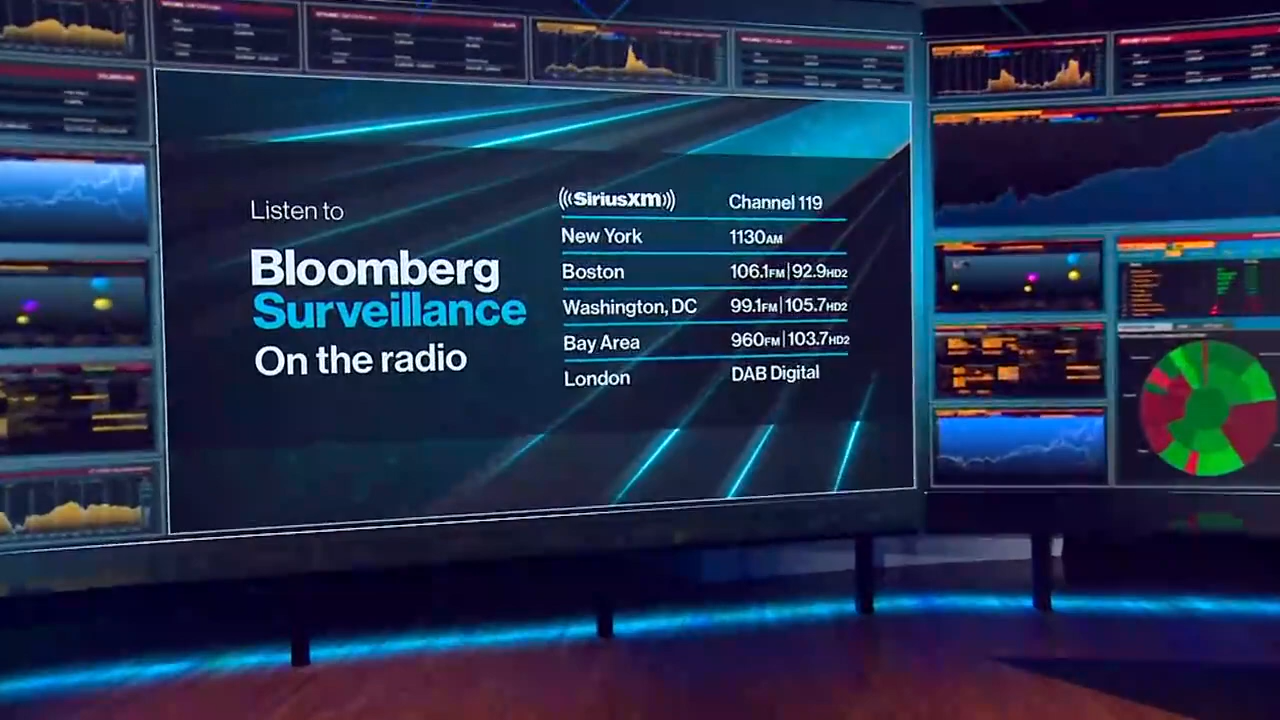 Listen to
Bloomberg
Surveillance
On the radio
((SiriusXM)) Channel 119
New York 1130AM
Boston 106.1FM|92.9HD2
Washington, DC 99.1FM|105.7HD2
Bay Area 960FM|103.7HD2
London DAB Digital